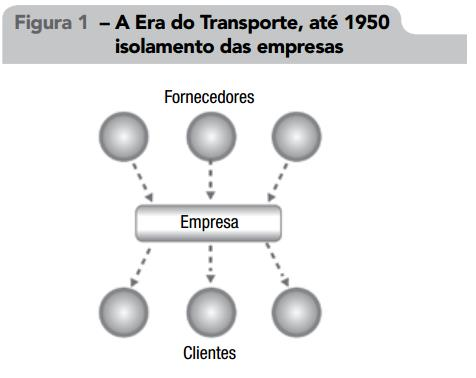 Figura 1 – A Era do Transporte, até 1950
isolamento das empresas
Fornecedores
Empresa
Clientes